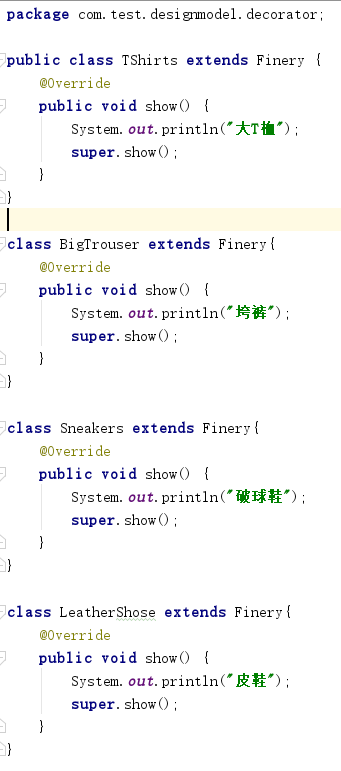 package com.test.designmodel.decorator;
public class TShirts extends Finery {
@Override
public void show() {
System.out.println("大T恤");
super.show();
}
}
class BigTrouser extends Finery{
@Override
public void show() {
System.out.println("垮裤");
super.show();
}
}
class Sneakers extends Finery{
@Override
public void show() {
System.out.println("破球鞋");
super.show();
}
}
class LeatherShose extends Finery{
@Override
public void show() {
System.out.println("皮鞋");
super.show();
}
}